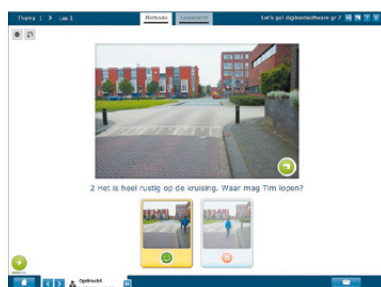 Thema 1 > Les 1
Methode
Let's go! digibordsoftware gr 7
2 Het is heel rustig op de kruising. Waar mag Tim lopen?
Opdracht